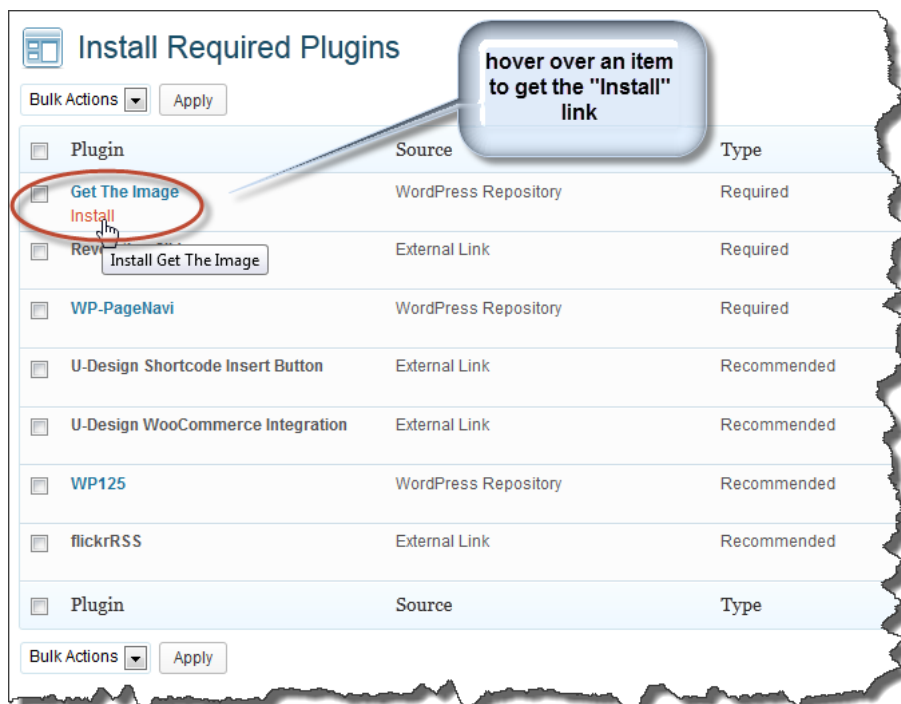 Install Required Plugins
hover over an item
to get the "Install"
link
Bulk Actions Apply
Plugin Source Type
Get The Image WordPress Repository Required
Install
External Link Required
Install Get The Image
WP-PageNavi WordPress Repository Required
U-Design Shortcode Insert Button External Link Recommended
U-Design WooCommerce Integration External Link Recommended
WP125 WordPress Repository Recommended
flickrRSS External Link Recommended
Plugin Source Type
Bulk Actions Apply